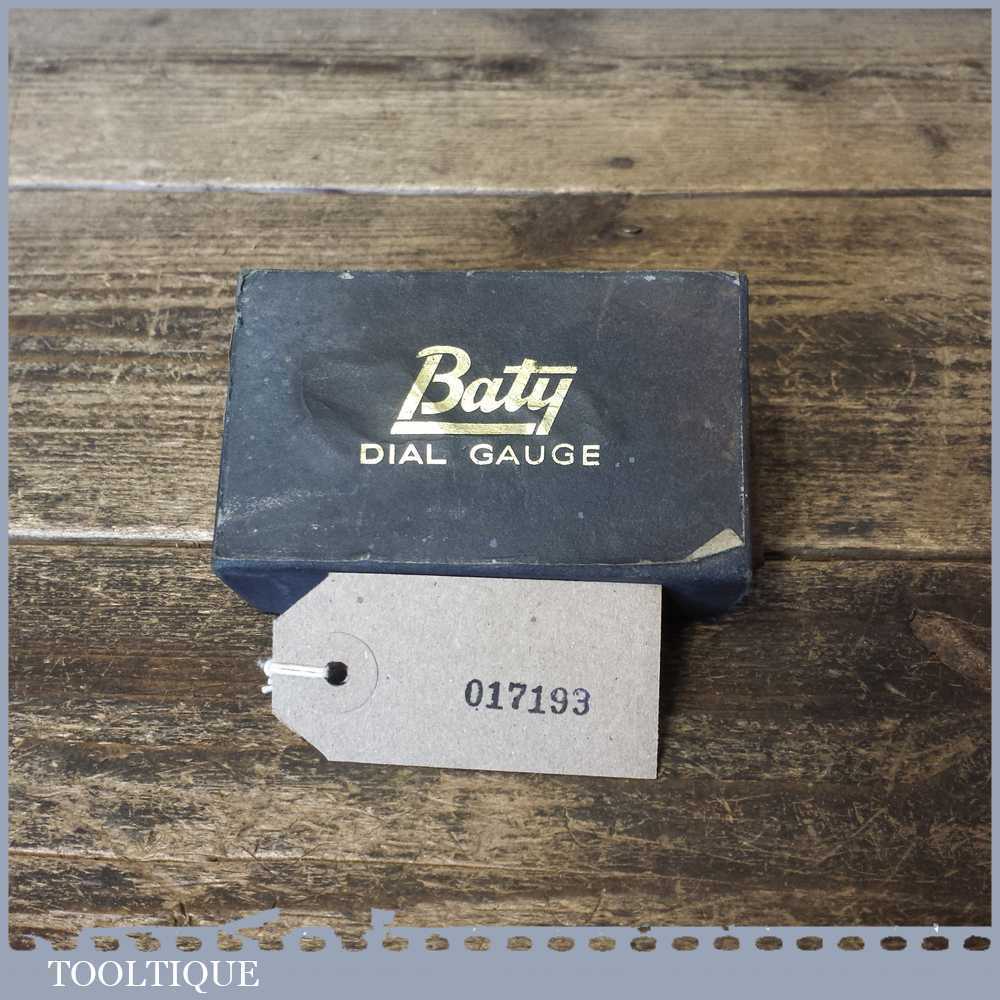 Baty
DIAL GAUGE
017193
TOOLTIQUE